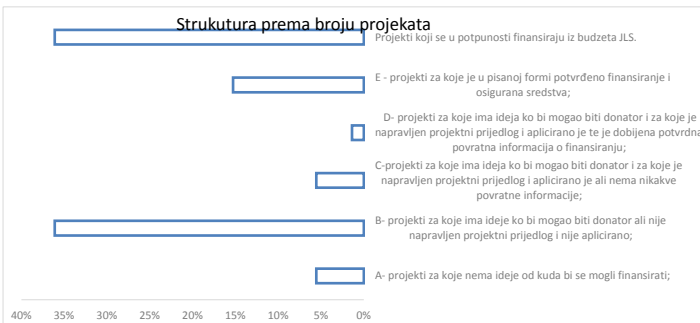 Strukutura prema broju projekata
Projekti koji se u potpunosti finansiraju iz budzeta JLS.
E - projekti za koje je u pisanoj formi potvrđeno finansiranje i
osigurana sredstva;
D- projekti za koje ima ideja ko bi mogao biti donator i za koje je
napravljen projektni prijedlog i aplicirano je te je dobijena potvrdna
povratna informacija o finansiranju;
C-projekti za koje ima ideja ko bi mogao biti donator i za koje je
napravljen projektni prijedlog i aplicirano je ali nema nikakve
povratne informacije;
B- projekti za koje ima ideje ko bi mogao biti donator ali nije
napravljen projektni prijedlog i nije aplicirano;
A- projekti za koje nema ideje od kuda bi se mogli finansirati;
40% 35% 30% 25% 20% 15% 10% 5% 0%